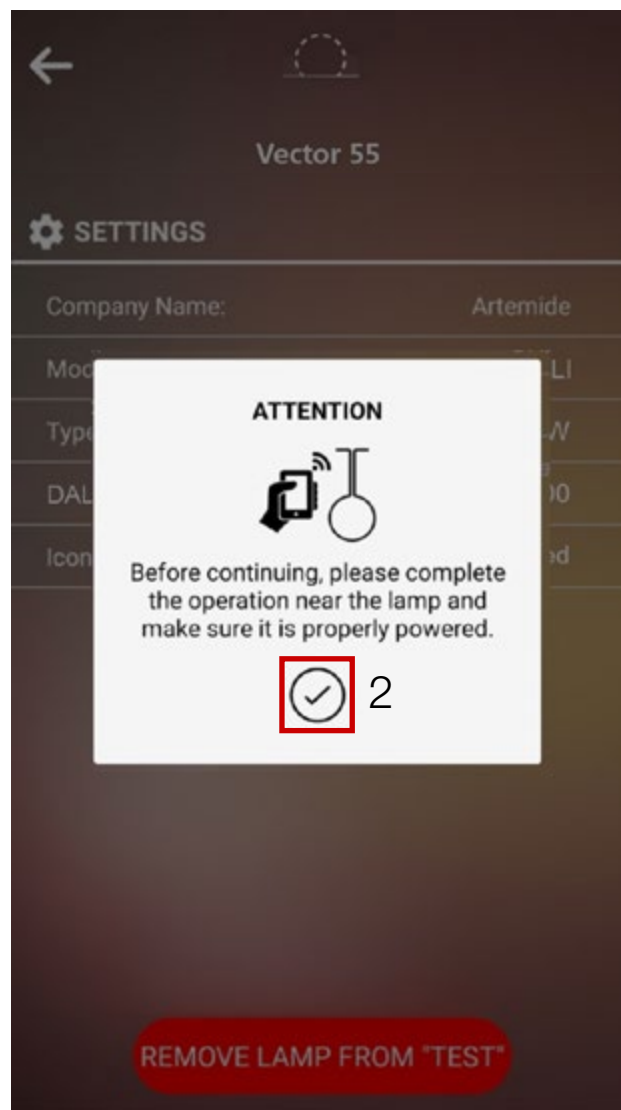 Vector 55
SETTINGS
Company Name: Artemide
ATTENTION
Before continuing, please complete
the operation near the lamp and
make sure it is properly powered.
2
REMOVE LAMP FROM "TEST"